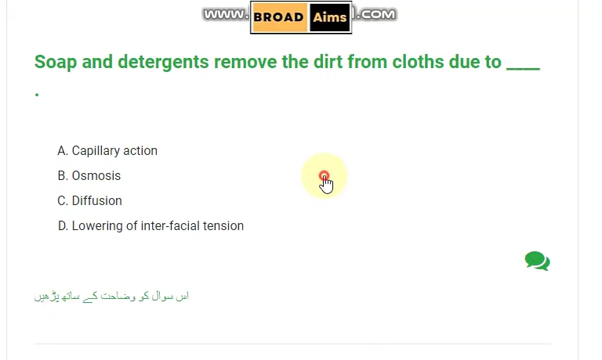 www. BROAD Aims l.com
Soap and detergents remove the dirt from cloths due to ____
.
A. Capillary action
B. Osmosis
C. Diffusion
D. Lowering of inter-facial tension
اس سوال کو وضاحت کے ساتھ پڑھیں